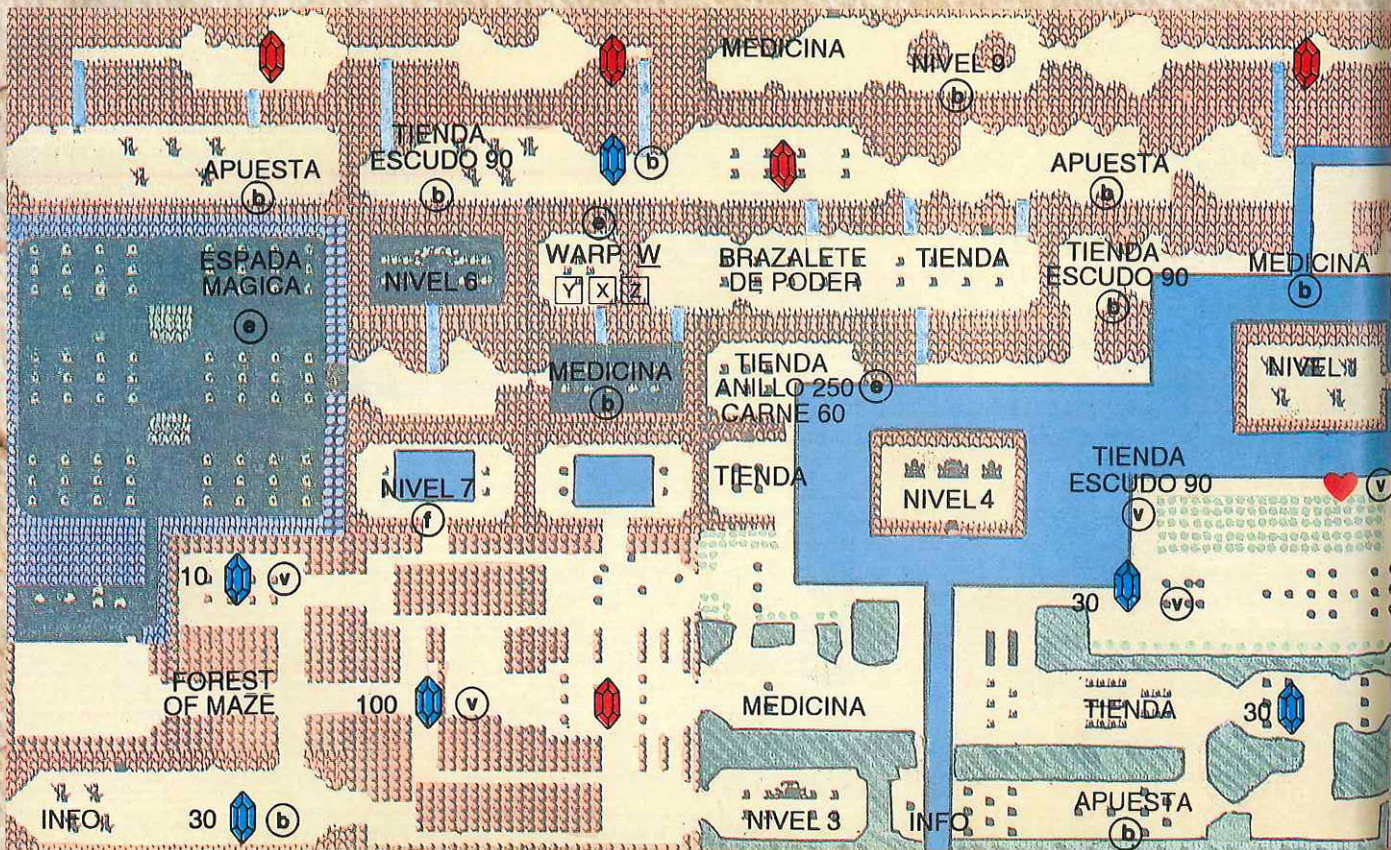 MEDICINA
NIVEL 9
b
TIENDA
ESCUDO 90
b
b
APUESTA
b
APUESTA
b
ESPADA
MAGICA
e
NIVEL 6
e
WARP W
Y X Z
BRAZALETE
DE PODER
TIENDA
TIENDA
ESCUDO 90
b
MEDICINA
b
MEDICINA
b
TIENDA
ANILLO 250 e
CARNE 60
NIVEL 1
NIVEL 7
f
TIENDA
NIVEL 4
TIENDA
ESCUDO 90
v
v
10 v
30 v
FOREST
OF MAZE
100 v
MEDICINA
TIENDA
30
INFO
30 b
NIVEL 3
INFO
APUESTA
b